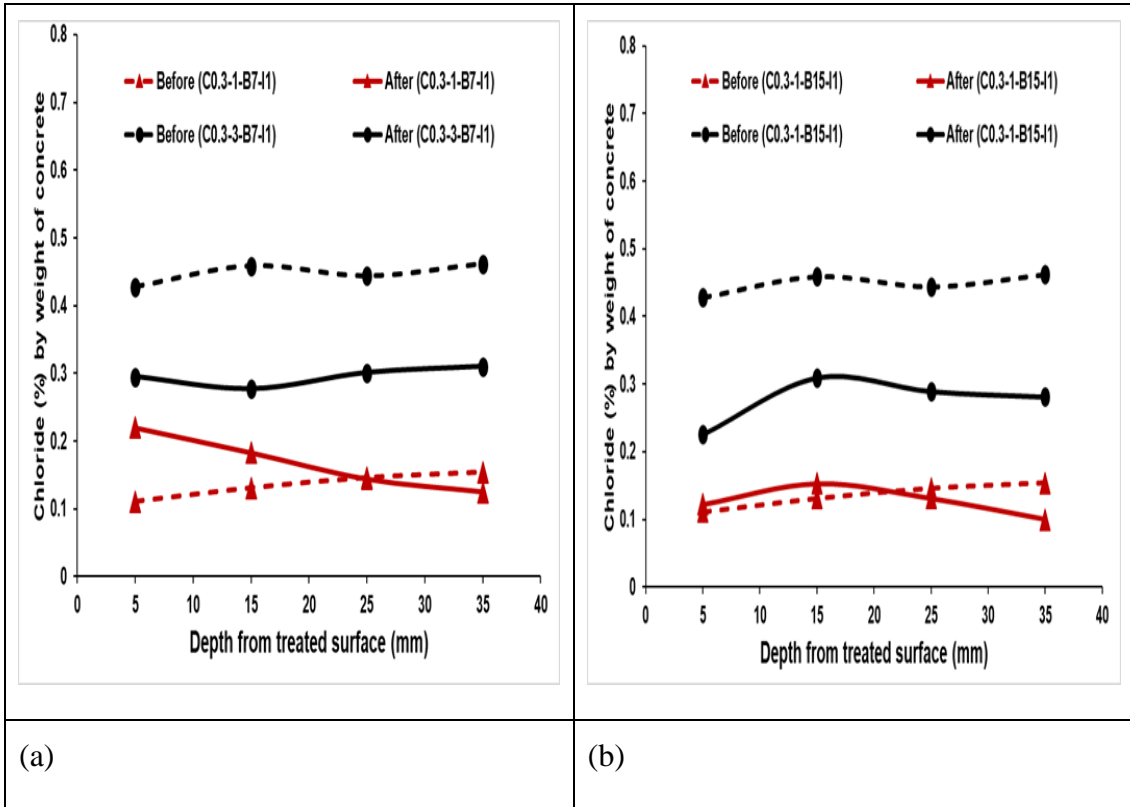 Before (C0.3-1-B7-I1) After (C0.3-1-B7-I1)
Before (C0.3-3-B7-I1) After (C0.3-3-B7-I1)
Chloride (%) by weight of concrete
0.8
0.7
0.6
0.5
0.4
0.3
0.2
0.1
0
0 5 10 15 20 25 30 35 40
Depth from treated surface (mm)
(a)
Before (C0.3-1-B15-I1) After (C0.3-1-B15-I1)
Before (C0.3-1-B15-I1) After (C0.3-1-B15-I1)
Chloride (%) by weight of concrete
0.8
0.7
0.6
0.5
0.4
0.3
0.2
0.1
0
0 5 10 15 20 25 30 35 40
Depth from treated surface (mm)
(b)